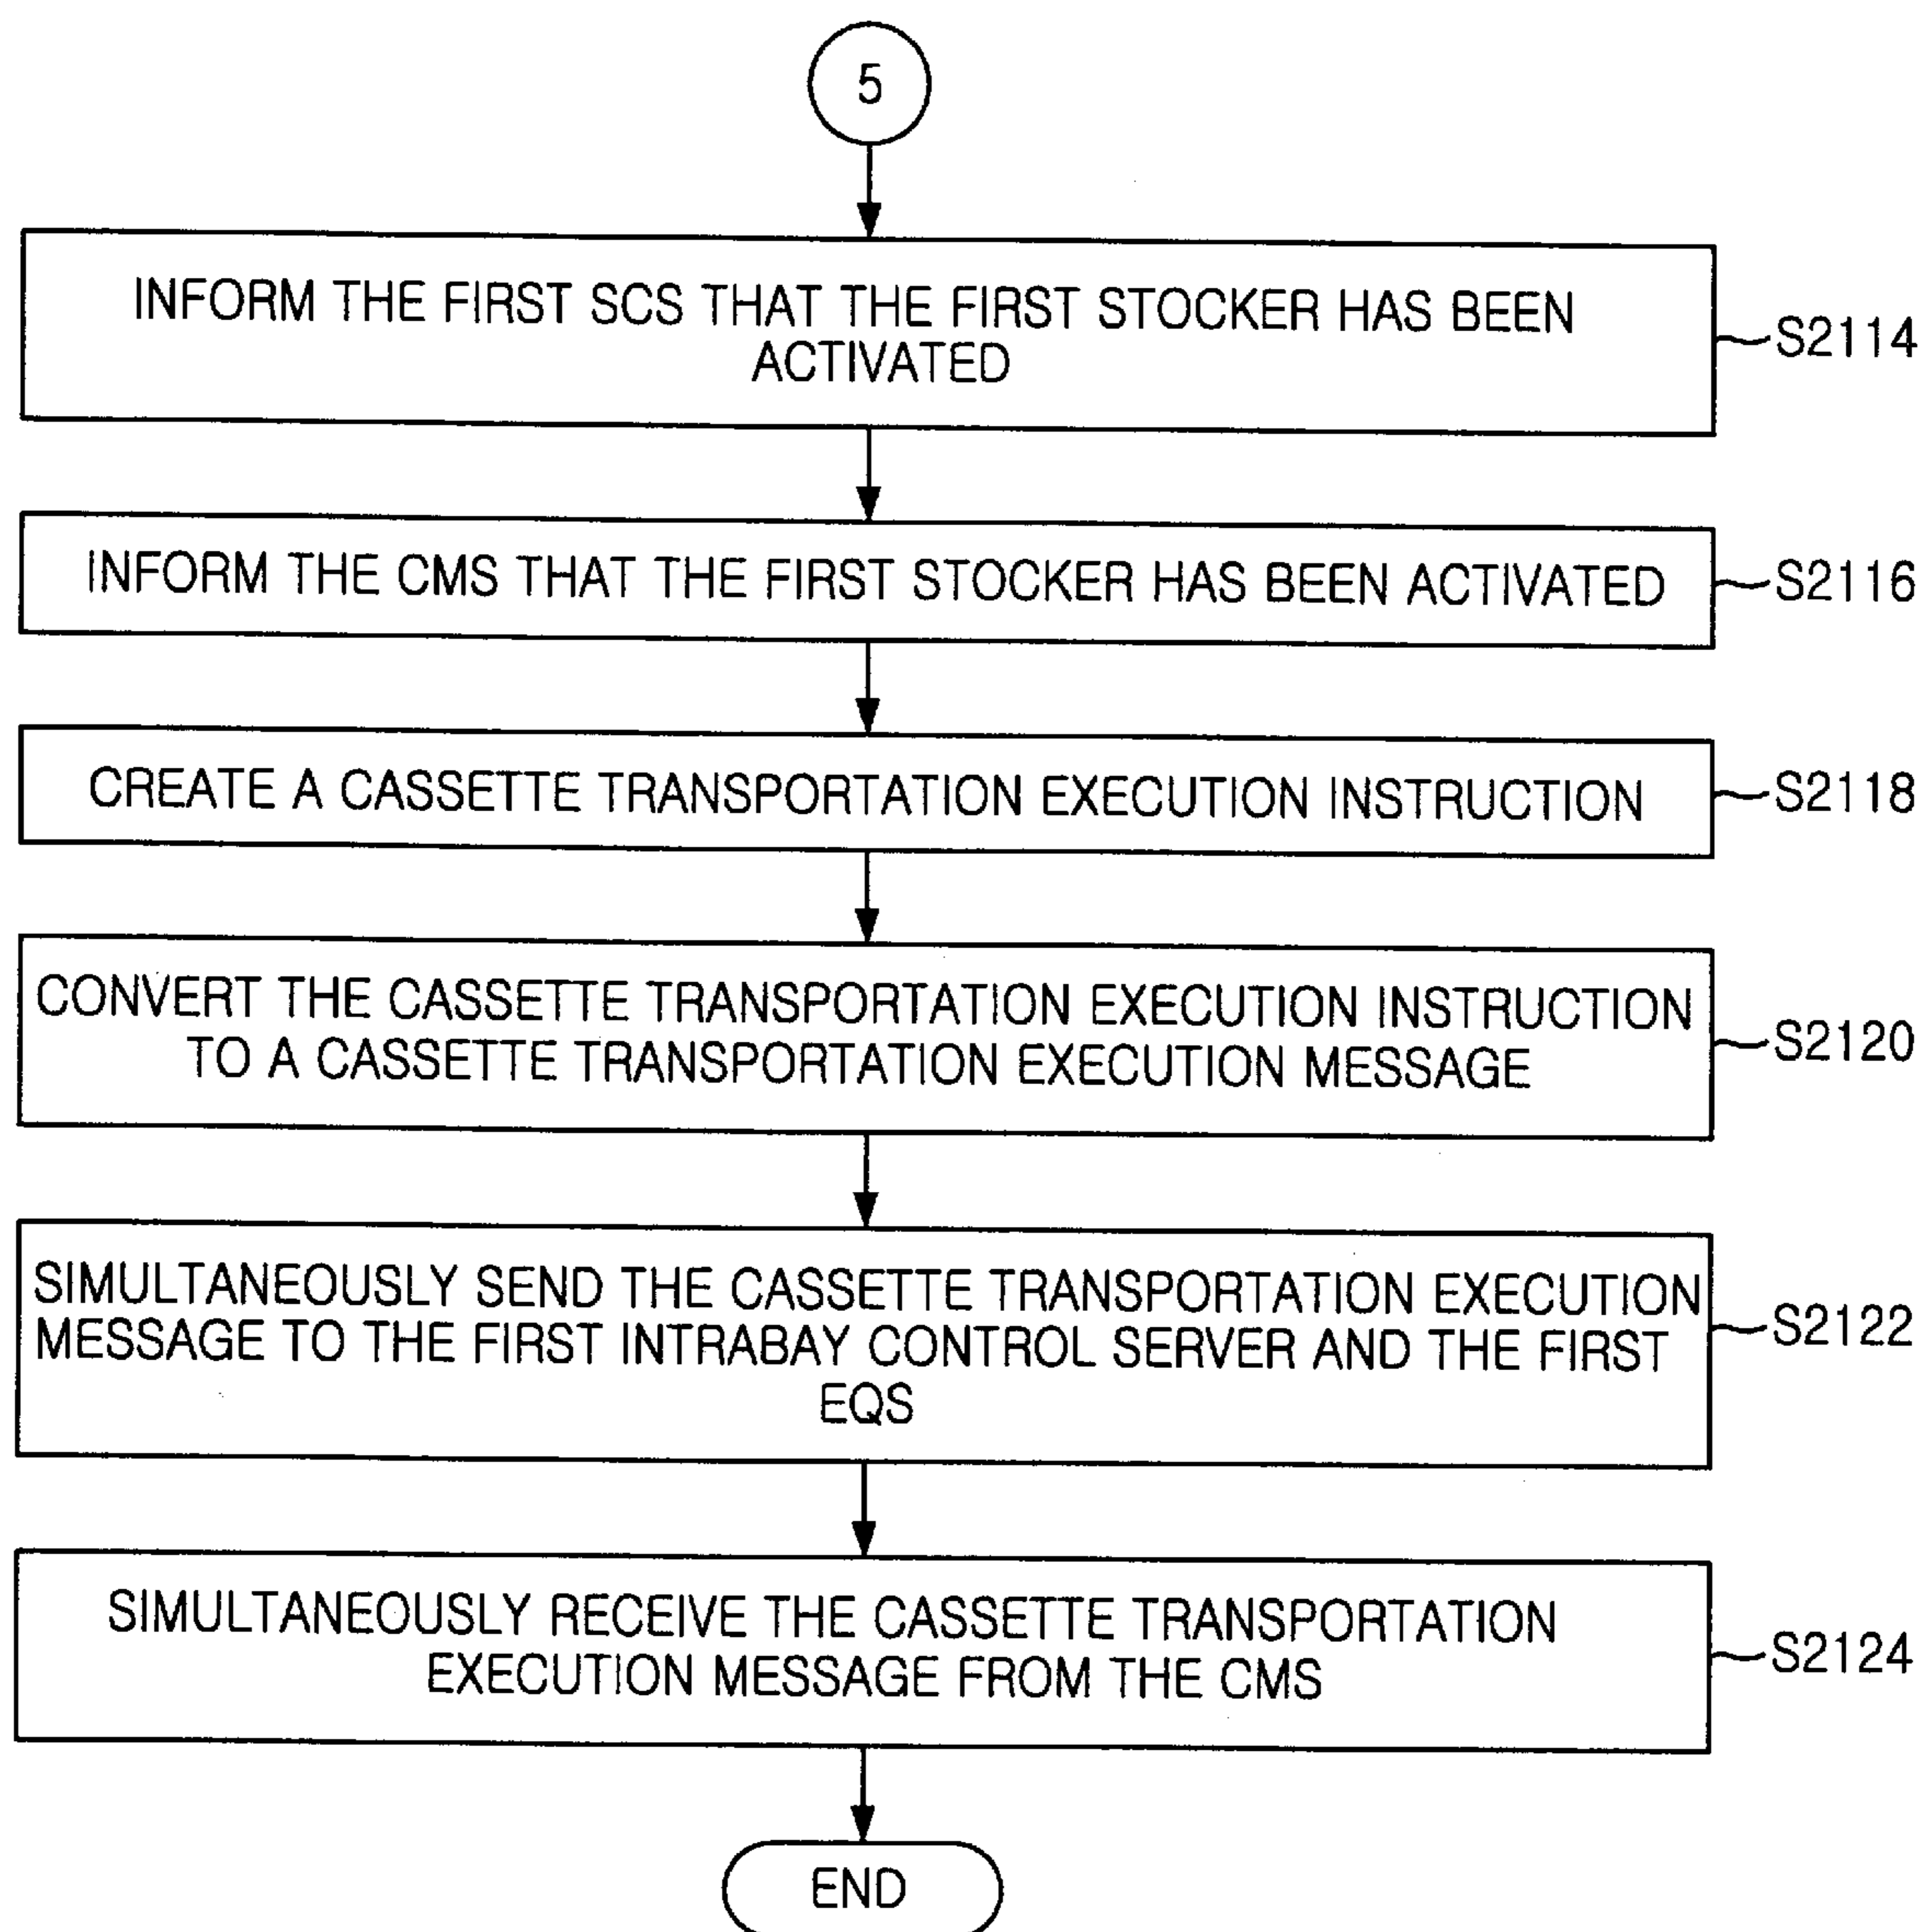 5
INFORM THE FIRST SCS THAT THE FIRST STOCKER HAS BEEN
ACTIVATED
S2114
INFORM THE CMS THAT THE FIRST STOCKER HAS BEEN ACTIVATED
S2116
CREATE A CASSETTE TRANSPORTATION EXECUTION INSTRUCTION
S2118
CONVERT THE CASSETTE TRANSPORTATION EXECUTION INSTRUCTION
TO A CASSETTE TRANSPORTATION EXECUTION MESSAGE
S2120
SIMULTANEOUSLY SEND THE CASSETTE TRANSPORTATION EXECUTION
MESSAGE TO THE FIRST INTRABAY CONTROL SERVER AND THE FIRST
EQS
S2122
SIMULTANEOUSLY RECEIVE THE CASSETTE TRANSPORTATION
EXECUTION MESSAGE FROM THE CMS
S2124
END